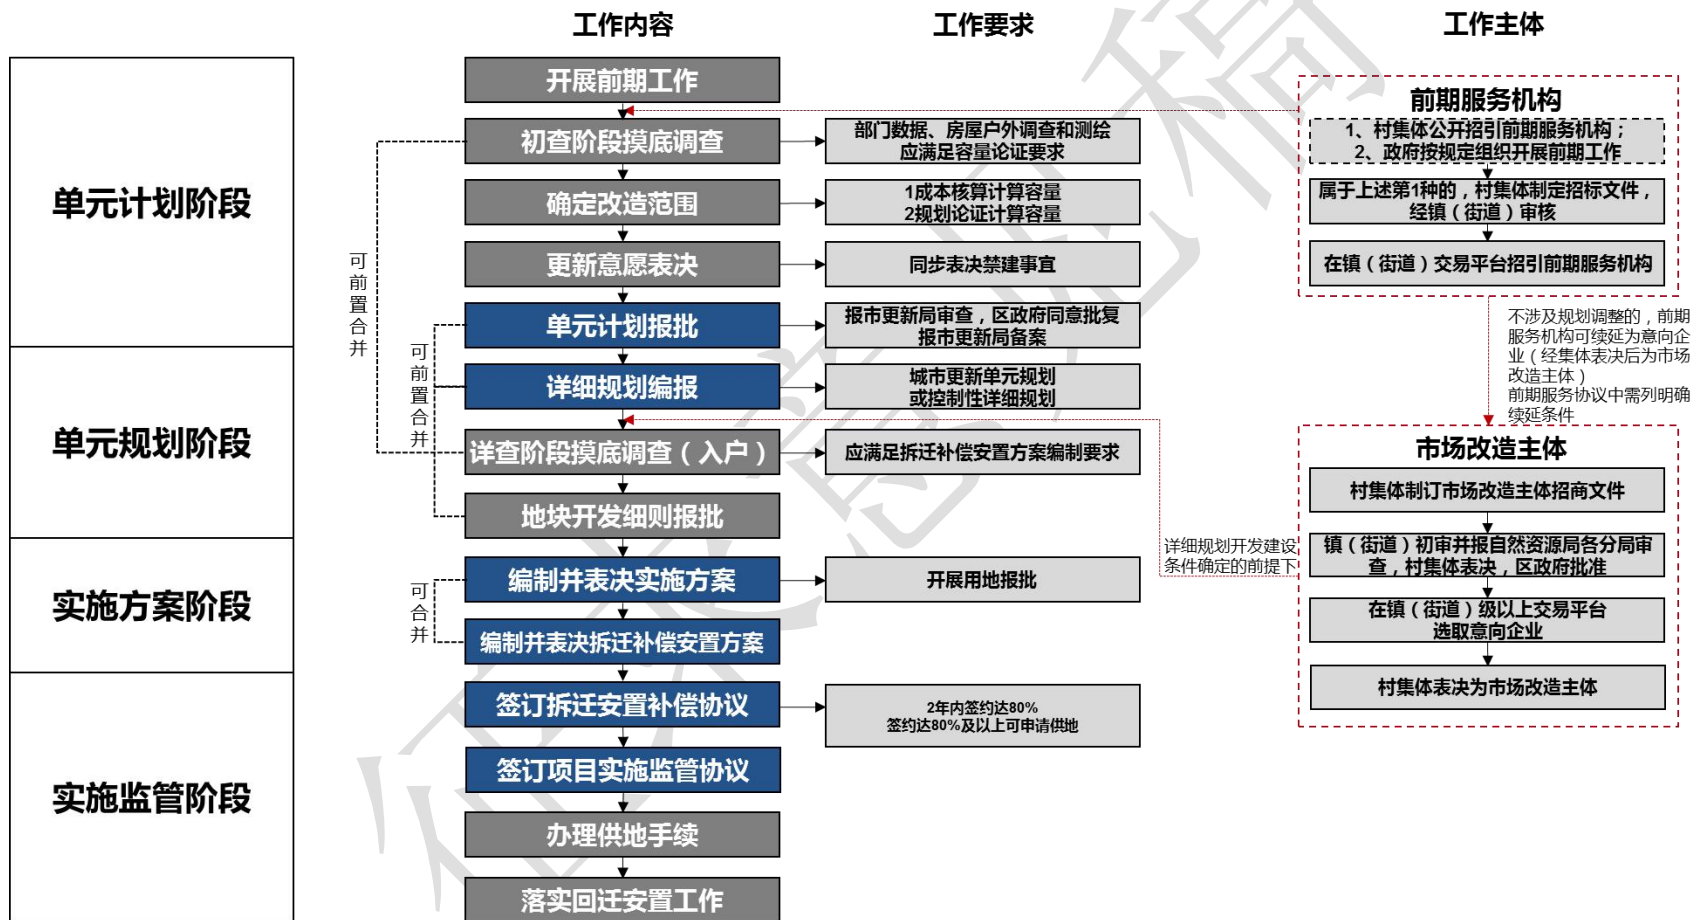 工作内容
工作要求
工作主体
单元计划阶段
单元规划阶段
实施方案阶段
实施监管阶段
开展前期工作
初查阶段摸底调查
确定改造范围
更新意愿表决
单元计划报批
详细规划编报
详查阶段摸底调查（入户）
地块开发细则报批
编制并表决实施方案
编制并表决拆迁补偿安置方案
签订拆迁安置补偿协议
签订项目实施监管协议
办理供地手续
落实回迁安置工作
可前置合并
可前置合并
可合并
部门数据、房屋户外调查和测绘
应满足容量论证要求
1成本核算计算容量
2规划论证计算容量
同步表决禁建事宜
报市更新局审查，区政府同意批复
报市更新局备案
城市更新单元规划
或控制性详细规划
应满足拆迁补偿安置方案编制要求
开展用地报批
2年内签约达80%
签约达80%及以上可申请供地
前期服务机构
1、村集体公开招引前期服务机构；
2、政府按规定组织开展前期工作
属于上述第1种的，村集体制定招标文件，
经镇（街道）审核
在镇（街道）交易平台招引前期服务机构
不涉及规划调整的，前期
服务机构可续延为意向企
业（经集体表决后为市场
改造主体）
前期服务协议中需列明确
续延条件
详细规划开发建设
条件确定的前提下
市场改造主体
村集体制订市场改造主体招商文件
镇（街道）初审并报自然资源局各分局审
查，村集体表决，区政府批准
在镇（街道）级以上交易平台
选取意向企业
村集体表决为市场改造主体
征求意见稿